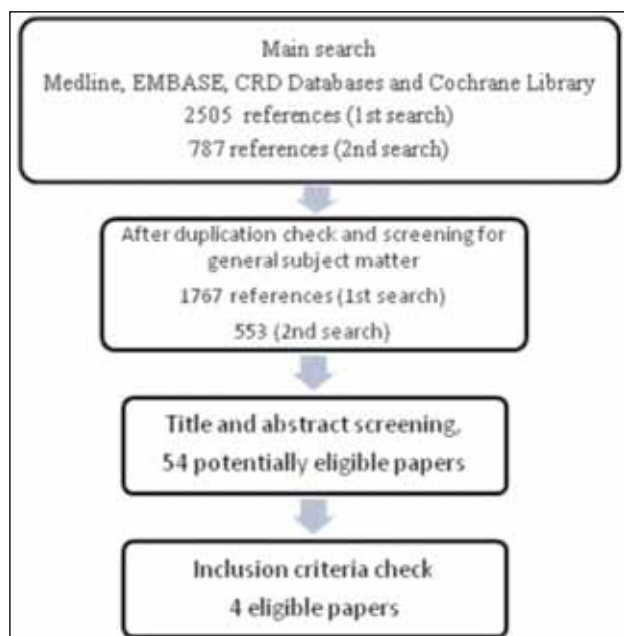 Main search
Medline, EMBASE, CRD Databases and Cochrane Library
2505 references (1st search)
787 references (2nd search)
After duplication check and screening for
general subject matter
1767 references (1st search)
553 (2nd search)
Title and abstract screening,
54 potentially eligible papers
Inclusion criteria check
4 eligible papers